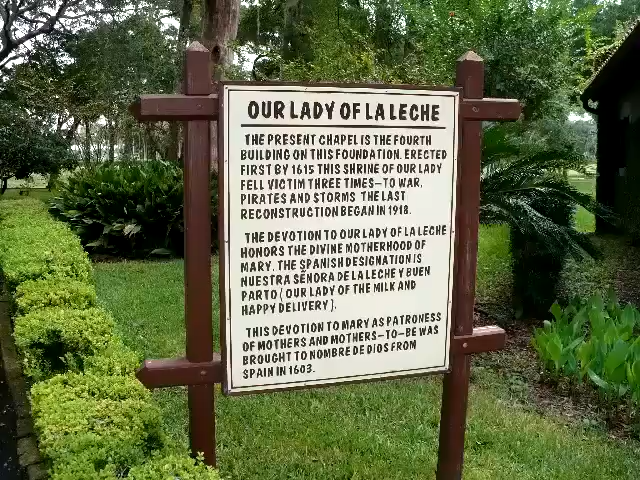 OUR LADY OF LA LECHE
THE PRESENT CHAPEL IS THE FOURTH
BUILDING ON THIS FOUNDATION. ERECTED
FIRST BY 1615 THIS SHRINE OF OUR LADY
FELL VICTIM THREE TIMES—TO WAR,
PIRATES AND STORMS THE LAST
RECONSTRUCTION BEGAN IN 1918.
THE DEVOTION TO OUR LADY OF LA LECHE
HONORS THE DIVINE MOTHERHOOD OF
MARY. THE SPANISH DESIGNATION IS
NUESTRA SEÑORA DE LA LECHE Y BUEN
PARTO ( OUR LADY OF THE MILK AND
HAPPY DELIVERY ).
THIS DEVOTION TO MARY AS PATRONESS
OF MOTHERS AND MOTHERS—TO—BE WAS
BROUGHT TO NOMBRE DE DIOS FROM
SPAIN IN 1603.